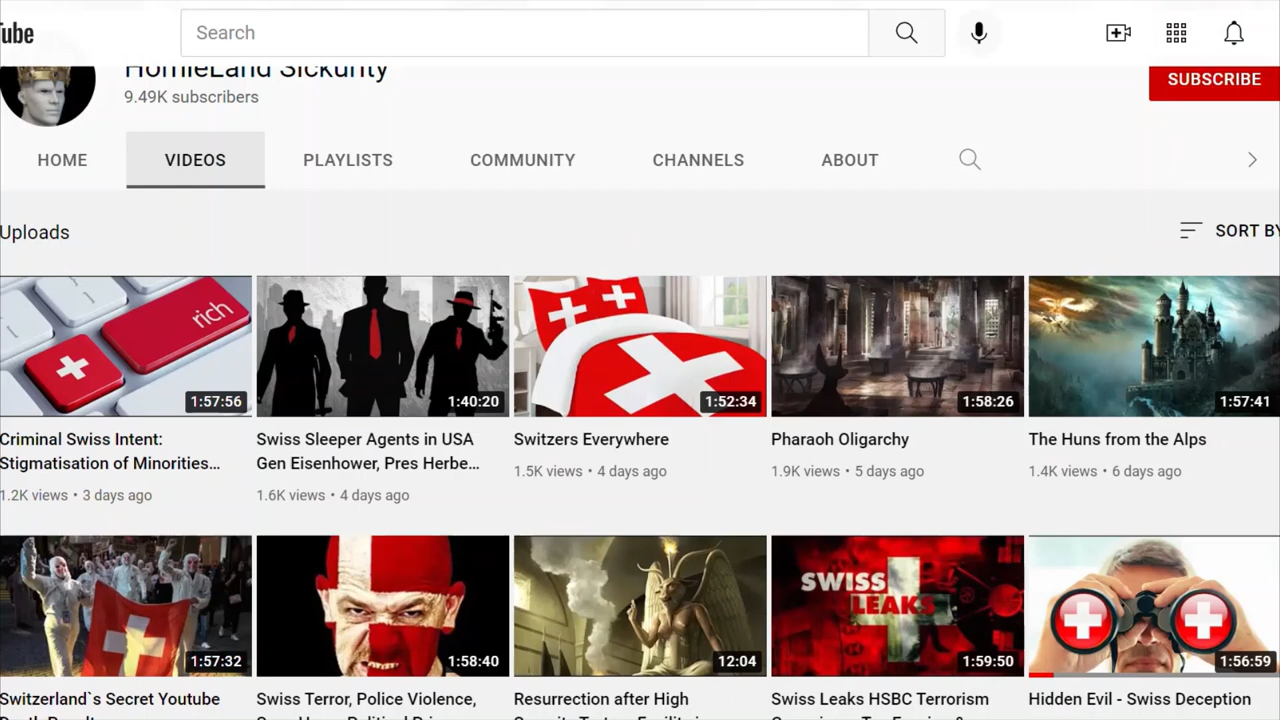 ube
Search
HomieLand Sickurity
9.49K subscribers
SUBSCRIBE
HOME
VIDEOS
PLAYLISTS
COMMUNITY
CHANNELS
ABOUT
Uploads
SORT BY
rich
1:57:56
1:40:20
1:52:34
1:58:26
1:57:41
Criminal Swiss Intent:
Stigmatisation of Minorities...
1.2K views • 3 days ago
Swiss Sleeper Agents in USA
Gen Eisenhower, Pres Herbe...
1.6K views • 4 days ago
Switzers Everywhere
1.5K views • 4 days ago
Pharaoh Oligarchy
1.9K views • 5 days ago
The Huns from the Alps
1.4K views • 6 days ago
1:57:32
1:58:40
12:04
SWISS
LEAKS
1:59:50
1:56:59
Switzerland`s Secret Youtube
Swiss Terror, Police Violence,
Resurrection after High
Swiss Leaks HSBC Terrorism
Hidden Evil - Swiss Deception